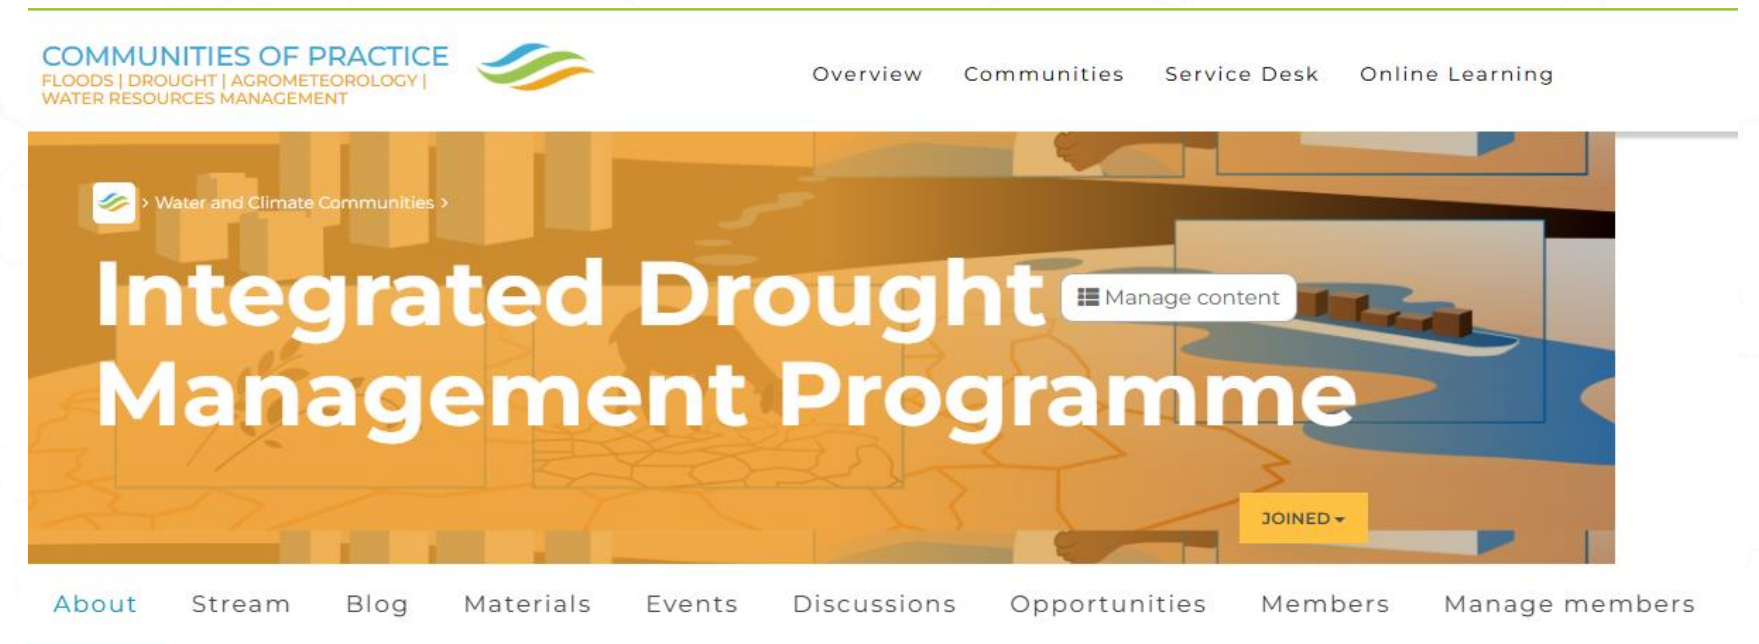 COMMUNITIES OF PRACTICE
FLOODS | DROUGHT | AGROMETEOROLOGY |
WATER RESOURCES MANAGEMENT
Overview Communities Service Desk Online Learning
> Water and Climate Communities >
Integrated Drought
Manage content
Management Programme
JOINED
About Stream Blog Materials Events Discussions Opportunities Members Manage members